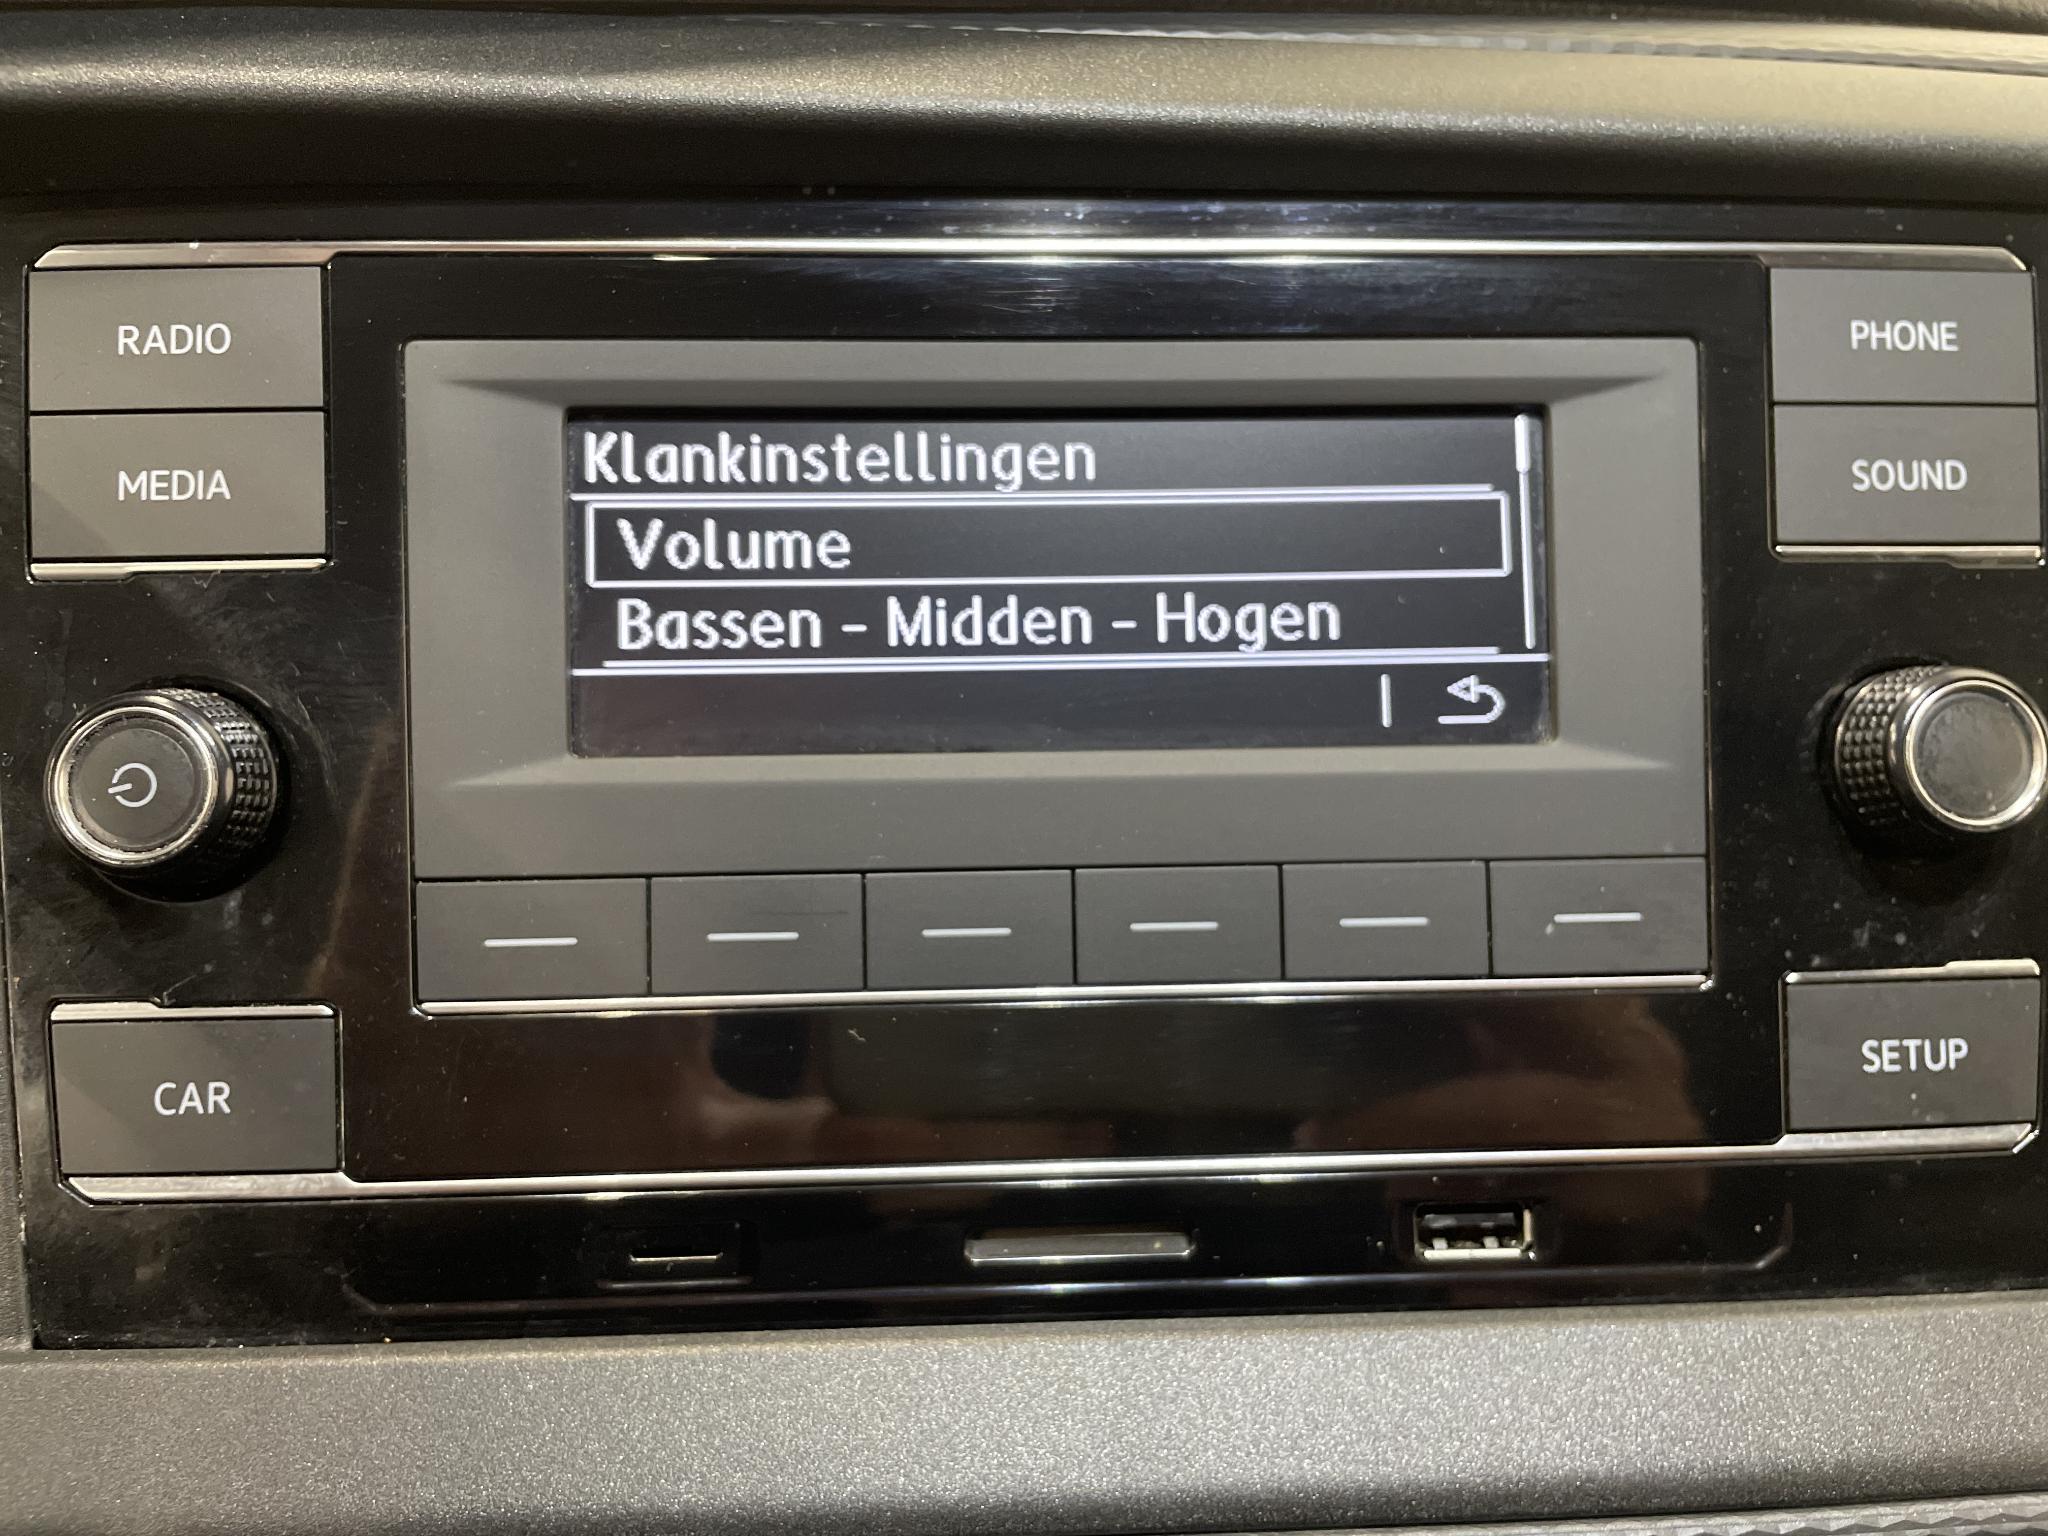 RADIO
MEDIA
Klankinstellingen
Volume
Bassen - Midden - Hogen
PHONE
SOUND
CAR
SETUP